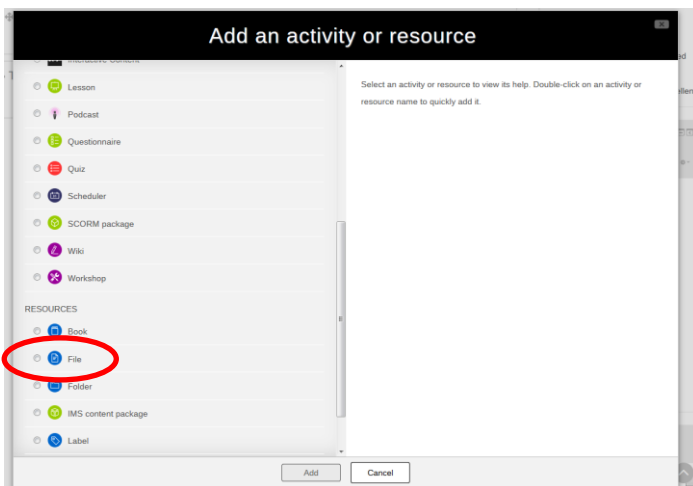 Add an activity or resource
Interactive Content
Lesson
Podcast
Questionnaire
Quiz
Scheduler
SCORM package
Wiki
Workshop
RESOURCES
Book
File
Folder
IMS content package
Label
Select an activity or resource to view its help. Double-click on an activity or
resource name to quickly add it.
Add
Cancel